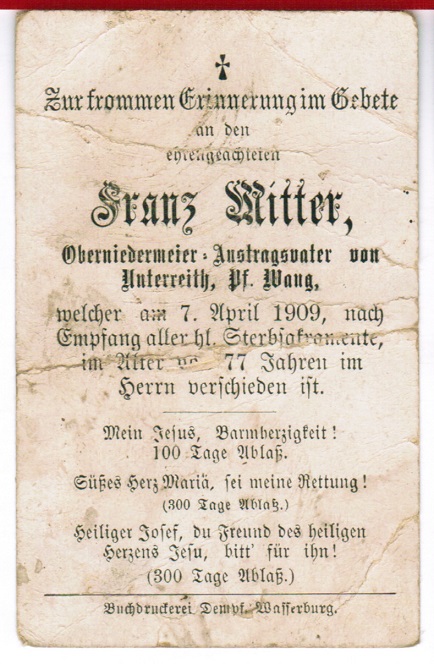 Zur frommen Erinnerung im Gebete
an den
ehrengeachteten
Franz Mitter,
Oberniedermeier-Austragsvater von
Unterreith, Pf. Wang,
welcher am 7. April 1909, nach
Empfang aller hl. Sterbsakramente,
im Alter von 77 Jahren im
Herrn verschieden ist.
Mein Jesus, Barmherzigkeit!
100 Tage Ablaß.
Süßes Herz Mariä, sei meine Rettung!
(300 Tage Ablaß.)
Heiliger Josef, du Freund des heiligen
Herzens Jesu, bitt' für ihn!
(300 Tage Ablaß.)
Buchdruckerei Dempf, Wasserburg.